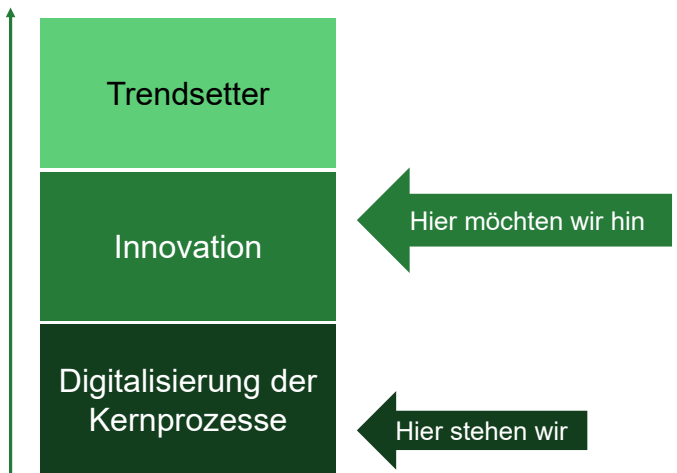 Trendsetter
Hier möchten wir hin
Innovation
Digitalisierung der
Kernprozesse
Hier stehen wir